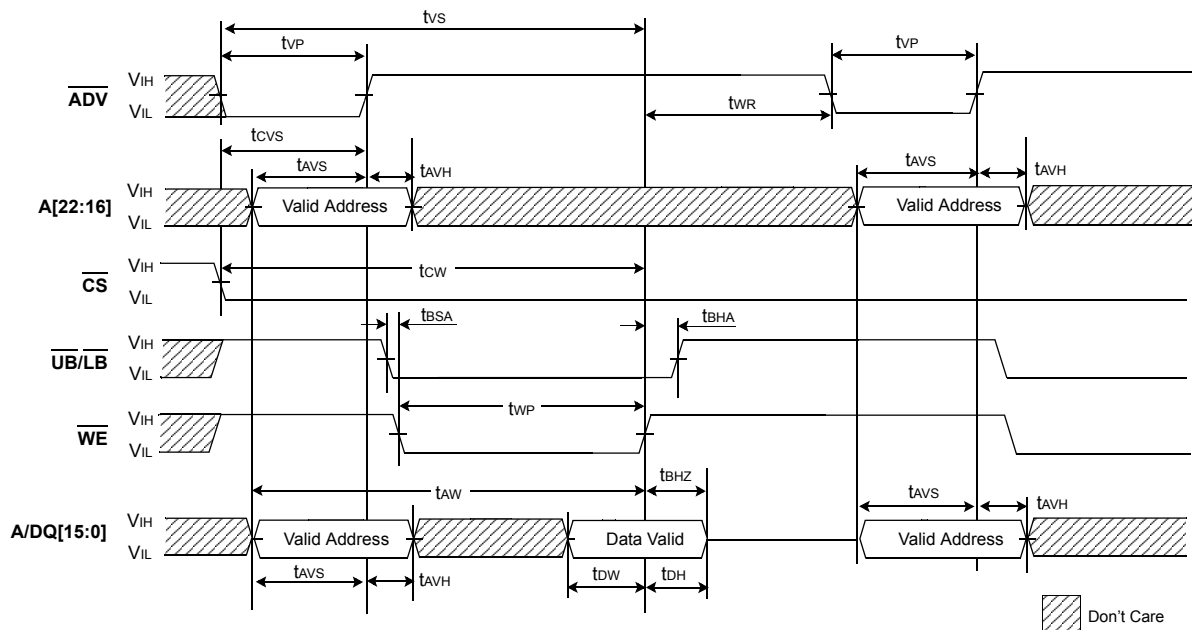 tVS
tVP
tVP
VIH
ADV
VIL
tWR
tCVS
tAVS
tAVH
tAVS
tAVH
VIH
A[22:16]
Valid Address
Valid Address
VIL
VIH
CS
VIL
tCW
tBSA
tBHA
VIH
UB/LB
VIL
tWP
VIH
WE
VIL
tAW
tBHZ
tAVS
tAVH
VIH
A/DQ[15:0]
Valid Address
Data Valid
Valid Address
VIL
tAVS
tAVH
tDW
tDH
Don't Care